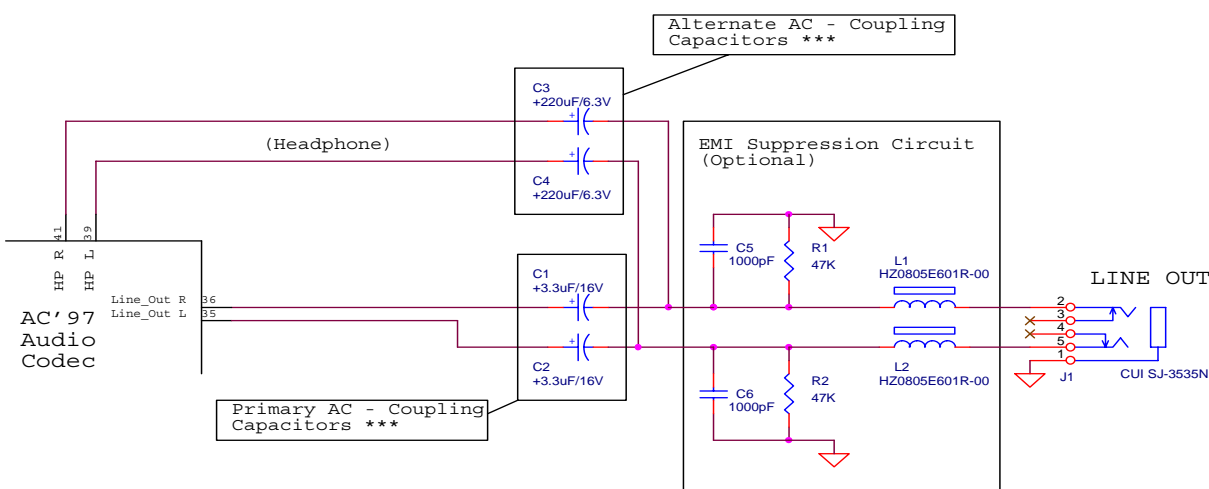 Alternate AC - Coupling
Capacitors ***
C3
+220uF/6.3V
+
(Headphone)
+
C4
+220uF/6.3V
EMI Suppression Circuit
(Optional)
41
39
HP R
HP L
C5
1000pF
R1
47K
L1
HZ0805E601R-00
LINE OUT
C1
+3.3uF/16V
+
Line_Out R
36
Line_Out L
35
AC'97
Audio
Codec
+
C2
+3.3uF/16V
2
3
4
5
1
J1
CUI SJ-3535N
L2
HZ0805E601R-00
C6
1000pF
R2
47K
Primary AC - Coupling
Capacitors ***